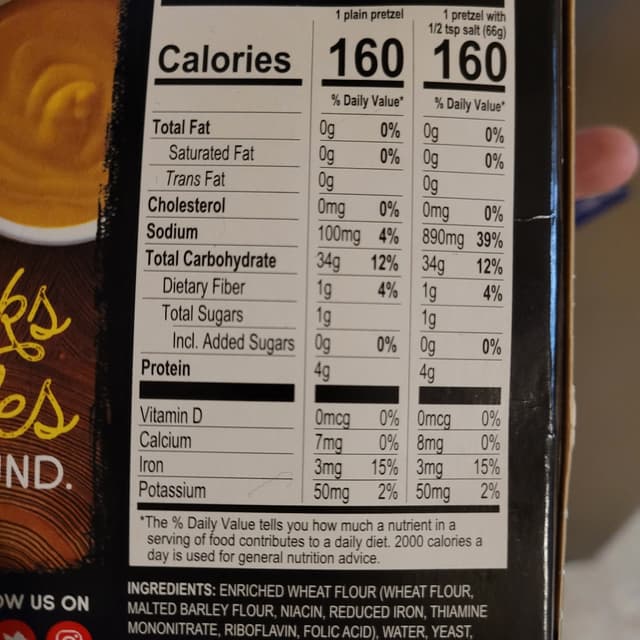 1 plain pretzel 1 pretzel with
1/2 tsp salt (66g)
Calories 160 160
% Daily Value* % Daily Value*
Total Fat 0g 0% 0g 0%
Saturated Fat 0g 0% 0g 0%
Trans Fat 0g 0g
Cholesterol 0mg 0% 0mg 0%
Sodium 100mg 4% 890mg 39%
Total Carbohydrate 34g 12% 34g 12%
Dietary Fiber 1g 4% 1g 4%
Total Sugars 1g 1g
Incl. Added Sugars 0g 0% 0g 0%
Protein 4g 4g
Vitamin D 0mcg 0% 0mcg 0%
Calcium 7mg 0% 8mg 0%
Iron 3mg 15% 3mg 15%
Potassium 50mg 2% 50mg 2%
*The % Daily Value tells you how much a nutrient in a
serving of food contributes to a daily diet. 2000 calories a
day is used for general nutrition advice.
INGREDIENTS: ENRICHED WHEAT FLOUR (WHEAT FLOUR,
MALTED BARLEY FLOUR, NIACIN, REDUCED IRON, THIAMINE
MONONITRATE, RIBOFLAVIN, FOLIC ACID), WATER, YEAST,
ND.
OW US ON